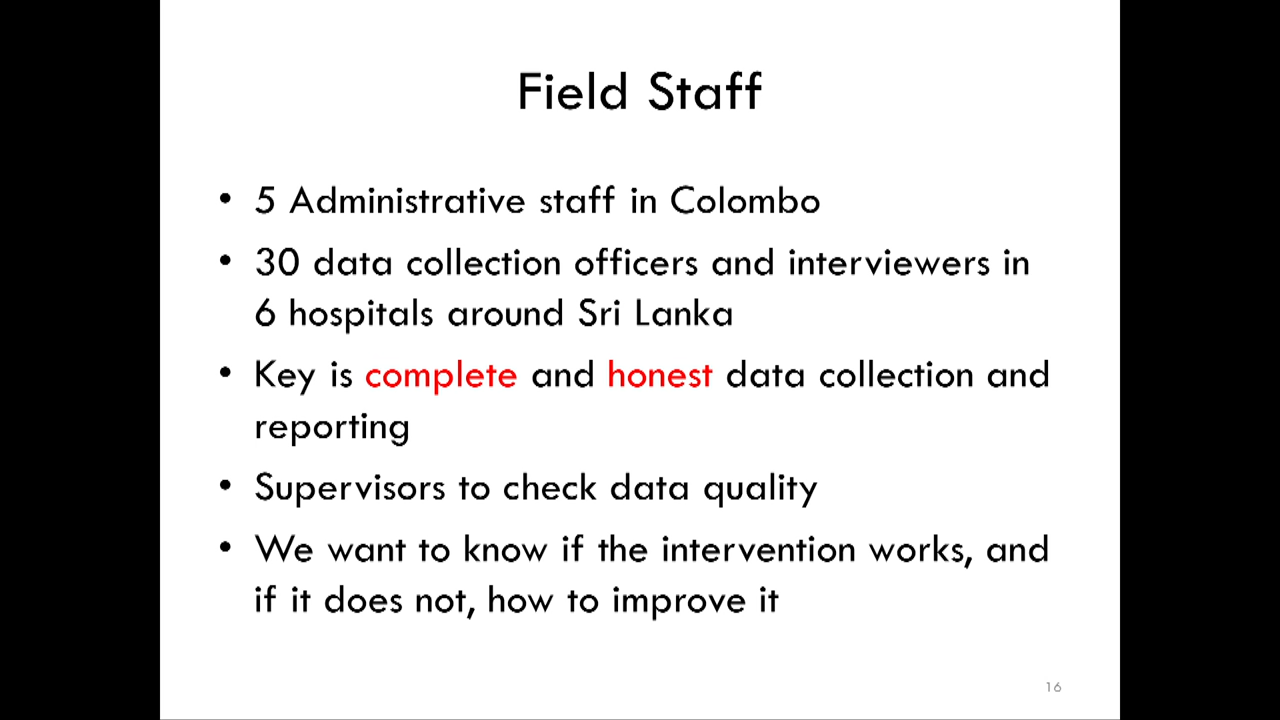 Field Staff
• 5 Administrative staff in Colombo
• 30 data collection officers and interviewers in
6 hospitals around Sri Lanka
• Key is complete and honest data collection and
reporting
• Supervisors to check data quality
• We want to know if the intervention works, and
if it does not, how to improve it
16